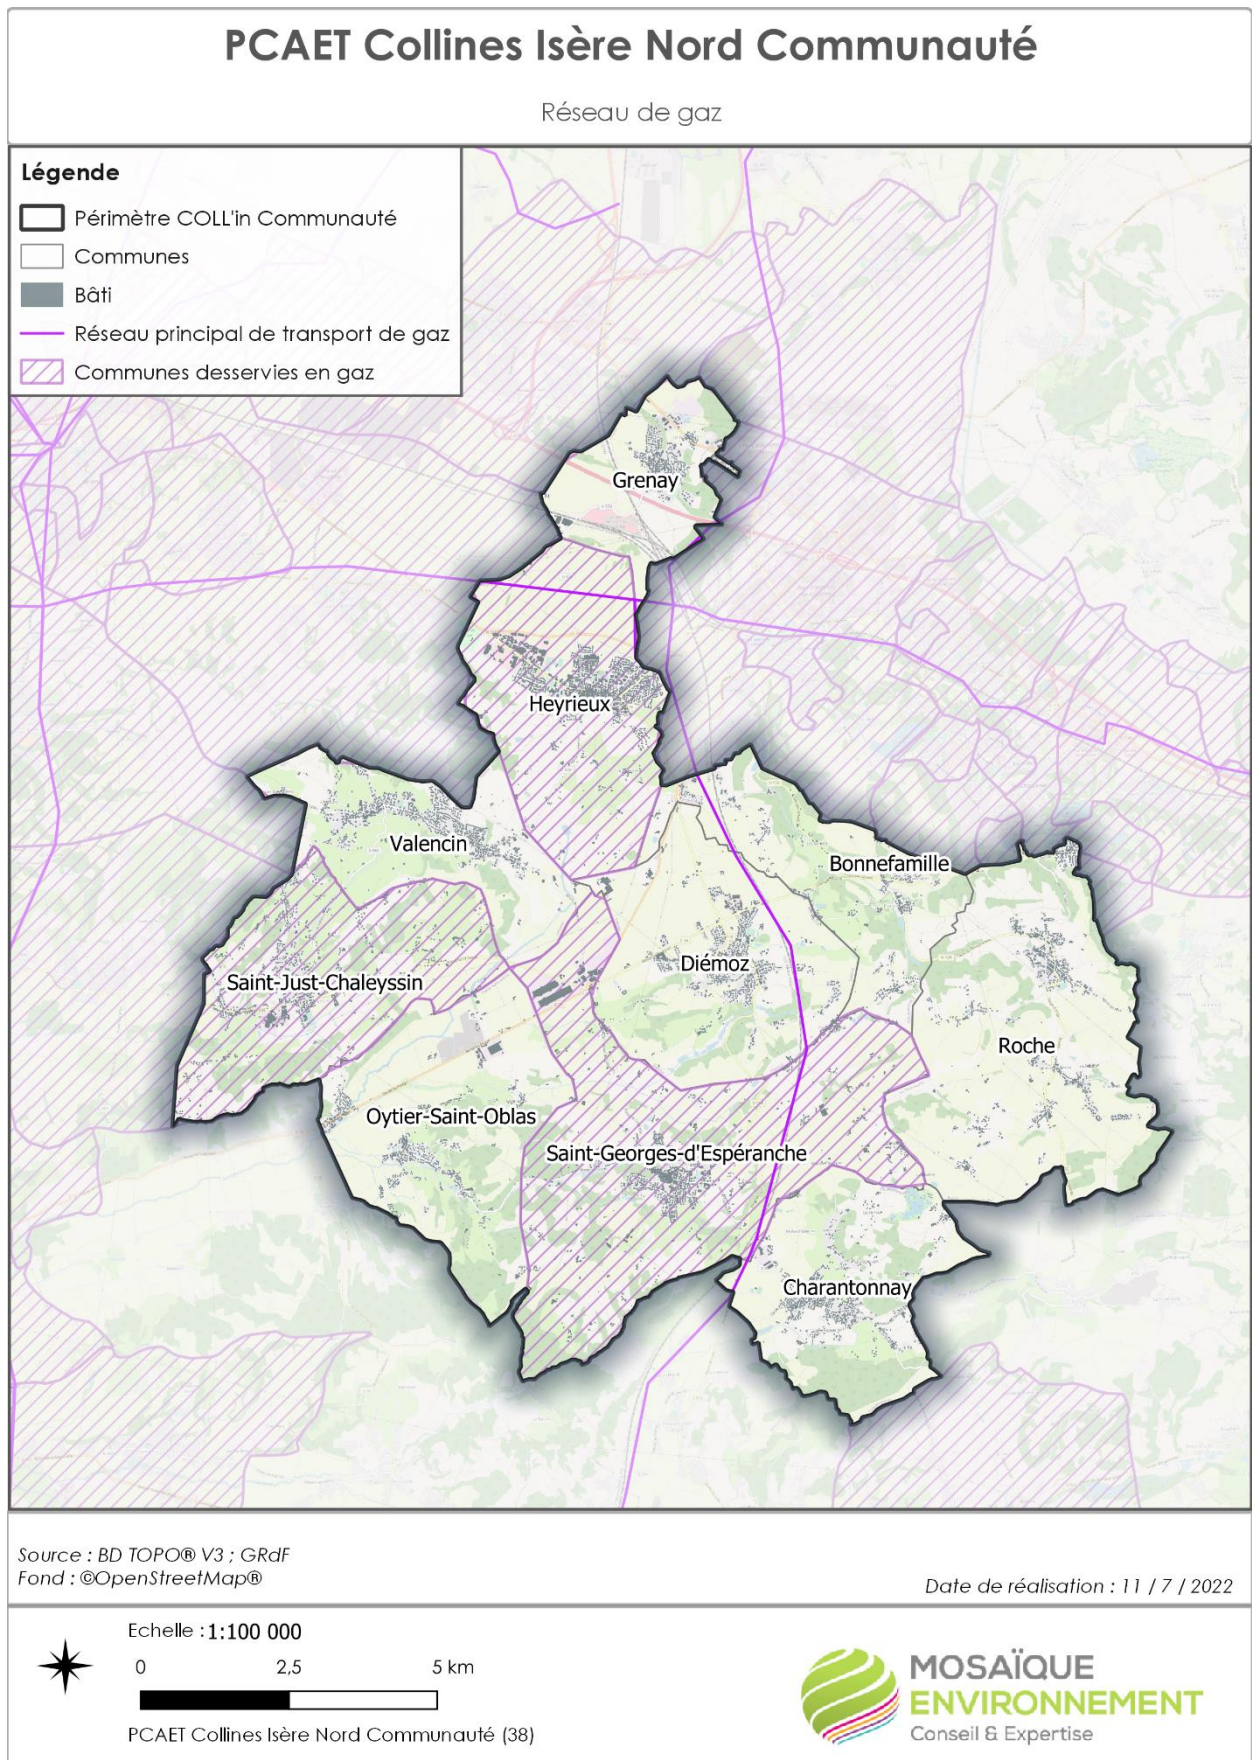 PCAET Collines Isère Nord Communauté
Réseau de gaz
Légende
Périmètre COLL'in Communauté
Communes
Bâti
Réseau principal de transport de gaz
Communes desservies en gaz
Grenay
Heyrieux
Valencin
Bonnefamille
Diémoz
Saint-Just-Chaleyssin
Roche
Oytier-Saint-Oblas
Saint-Georges-d'Espéranche
Charantonnay
Source : BD TOPO® V3 ; GRdF
Fond : ©OpenStreetMap®
Date de réalisation : 11 / 7 / 2022
Echelle : 1:100 000
0 2,5 5 km
PCAET Collines Isère Nord Communauté (38)
MOSAÏQUE
ENVIRONNEMENT
Conseil & Expertise